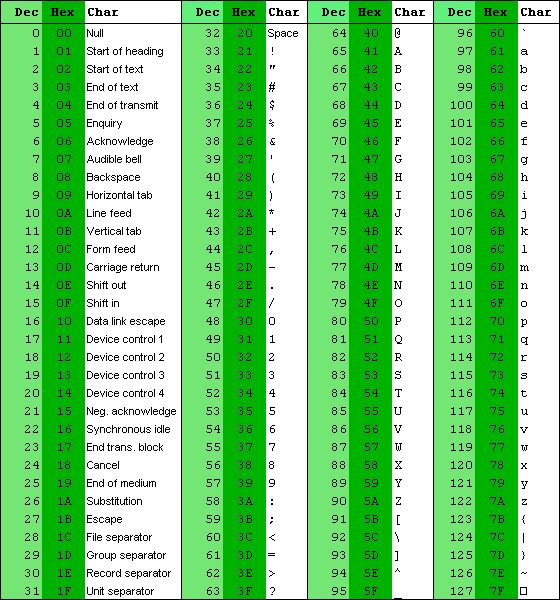 Dec Hex Char Dec Hex Char Dec Hex Char Dec Hex Char
0 00 Null 32 20 Space 64 40 @ 96 60 `
1 01 Start of heading 33 21 ! 65 41 A 97 61 a
2 02 Start of text 34 22 " 66 42 B 98 62 b
3 03 End of text 35 23 # 67 43 C 99 63 c
4 04 End of transmit 36 24 $ 68 44 D 100 64 d
5 05 Enquiry 37 25 % 69 45 E 101 65 e
6 06 Acknowledge 38 26 & 70 46 F 102 66 f
7 07 Audible bell 39 27 ' 71 47 G 103 67 g
8 08 Backspace 40 28 ( 72 48 H 104 68 h
9 09 Horizontal tab 41 29 ) 73 49 I 105 69 i
10 0A Line feed 42 2A * 74 4A J 106 6A j
11 0B Vertical tab 43 2B + 75 4B K 107 6B k
12 0C Form feed 44 2C , 76 4C L 108 6C l
13 0D Carriage return 45 2D - 77 4D M 109 6D m
14 0E Shift out 46 2E . 78 4E N 110 6E n
15 0F Shift in 47 2F / 79 4F O 111 6F o
16 10 Data link escape 48 30 0 80 50 P 112 70 p
17 11 Device control 1 49 31 1 81 51 Q 113 71 q
18 12 Device control 2 50 32 2 82 52 R 114 72 r
19 13 Device control 3 51 33 3 83 53 S 115 73 s
20 14 Device control 4 52 34 4 84 54 T 116 74 t
21 15 Neg. acknowledge 53 35 5 85 55 U 117 75 u
22 16 Synchronous idle 54 36 6 86 56 V 118 76 v
23 17 End trans. block 55 37 7 87 57 W 119 77 w
24 18 Cancel 56 38 8 88 58 X 120 78 x
25 19 End of medium 57 39 9 89 59 Y 121 79 y
26 1A Substitution 58 3A : 90 5A Z 122 7A z
27 1B Escape 59 3B ; 91 5B [ 123 7B {
28 1C File separator 60 3C < 92 5C \ 124 7C |
29 1D Group separator 61 3D = 93 5D ] 125 7D }
30 1E Record separator 62 3E > 94 5E ^ 126 7E ~
31 1F Unit separator 63 3F ? 95 5F _ 127 7F □